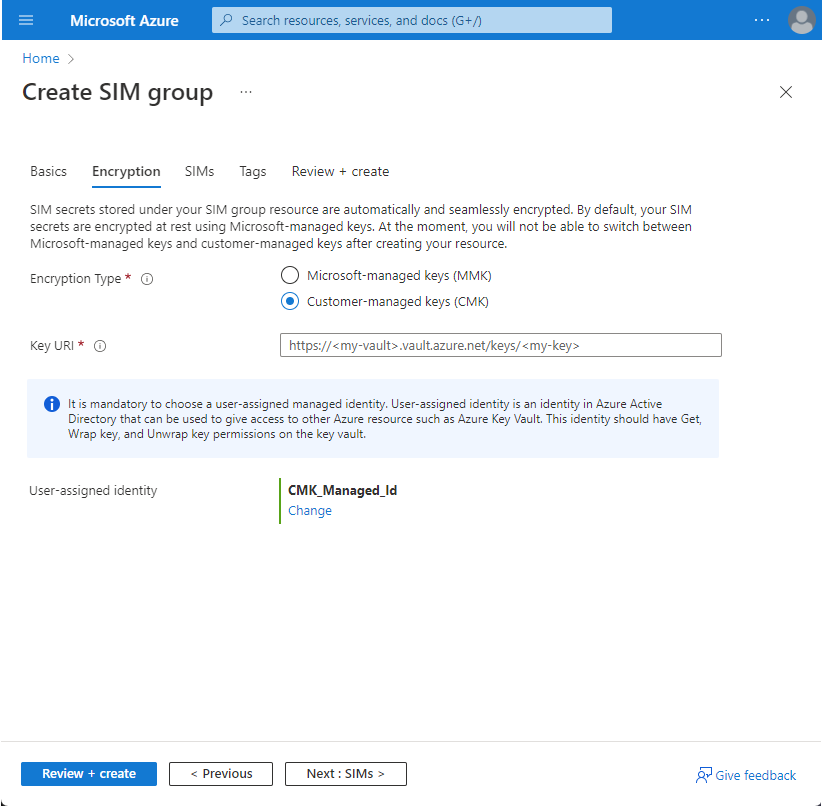 Microsoft Azure
Search resources, services, and docs (G+/)
...
Home >
Create SIM group ...
Basics Encryption SIMs Tags Review + create
SIM secrets stored under your SIM group resource are automatically and seamlessly encrypted. By default, your SIM
secrets are encrypted at rest using Microsoft-managed keys. At the moment, you will not be able to switch between
Microsoft-managed keys and customer-managed keys after creating your resource.
Encryption Type *
Microsoft-managed keys (MMK)
Customer-managed keys (CMK)
Key URI *
https://<my-vault>.vault.azure.net/keys/<my-key>
It is mandatory to choose a user-assigned managed identity. User-assigned identity is an identity in Azure Active
Directory that can be used to give access to other Azure resource such as Azure Key Vault. This identity should have Get,
Wrap key, and Unwrap key permissions on the key vault.
User-assigned identity
CMK_Managed_Id
Change
Review + create
< Previous
Next : SIMs >
Give feedback